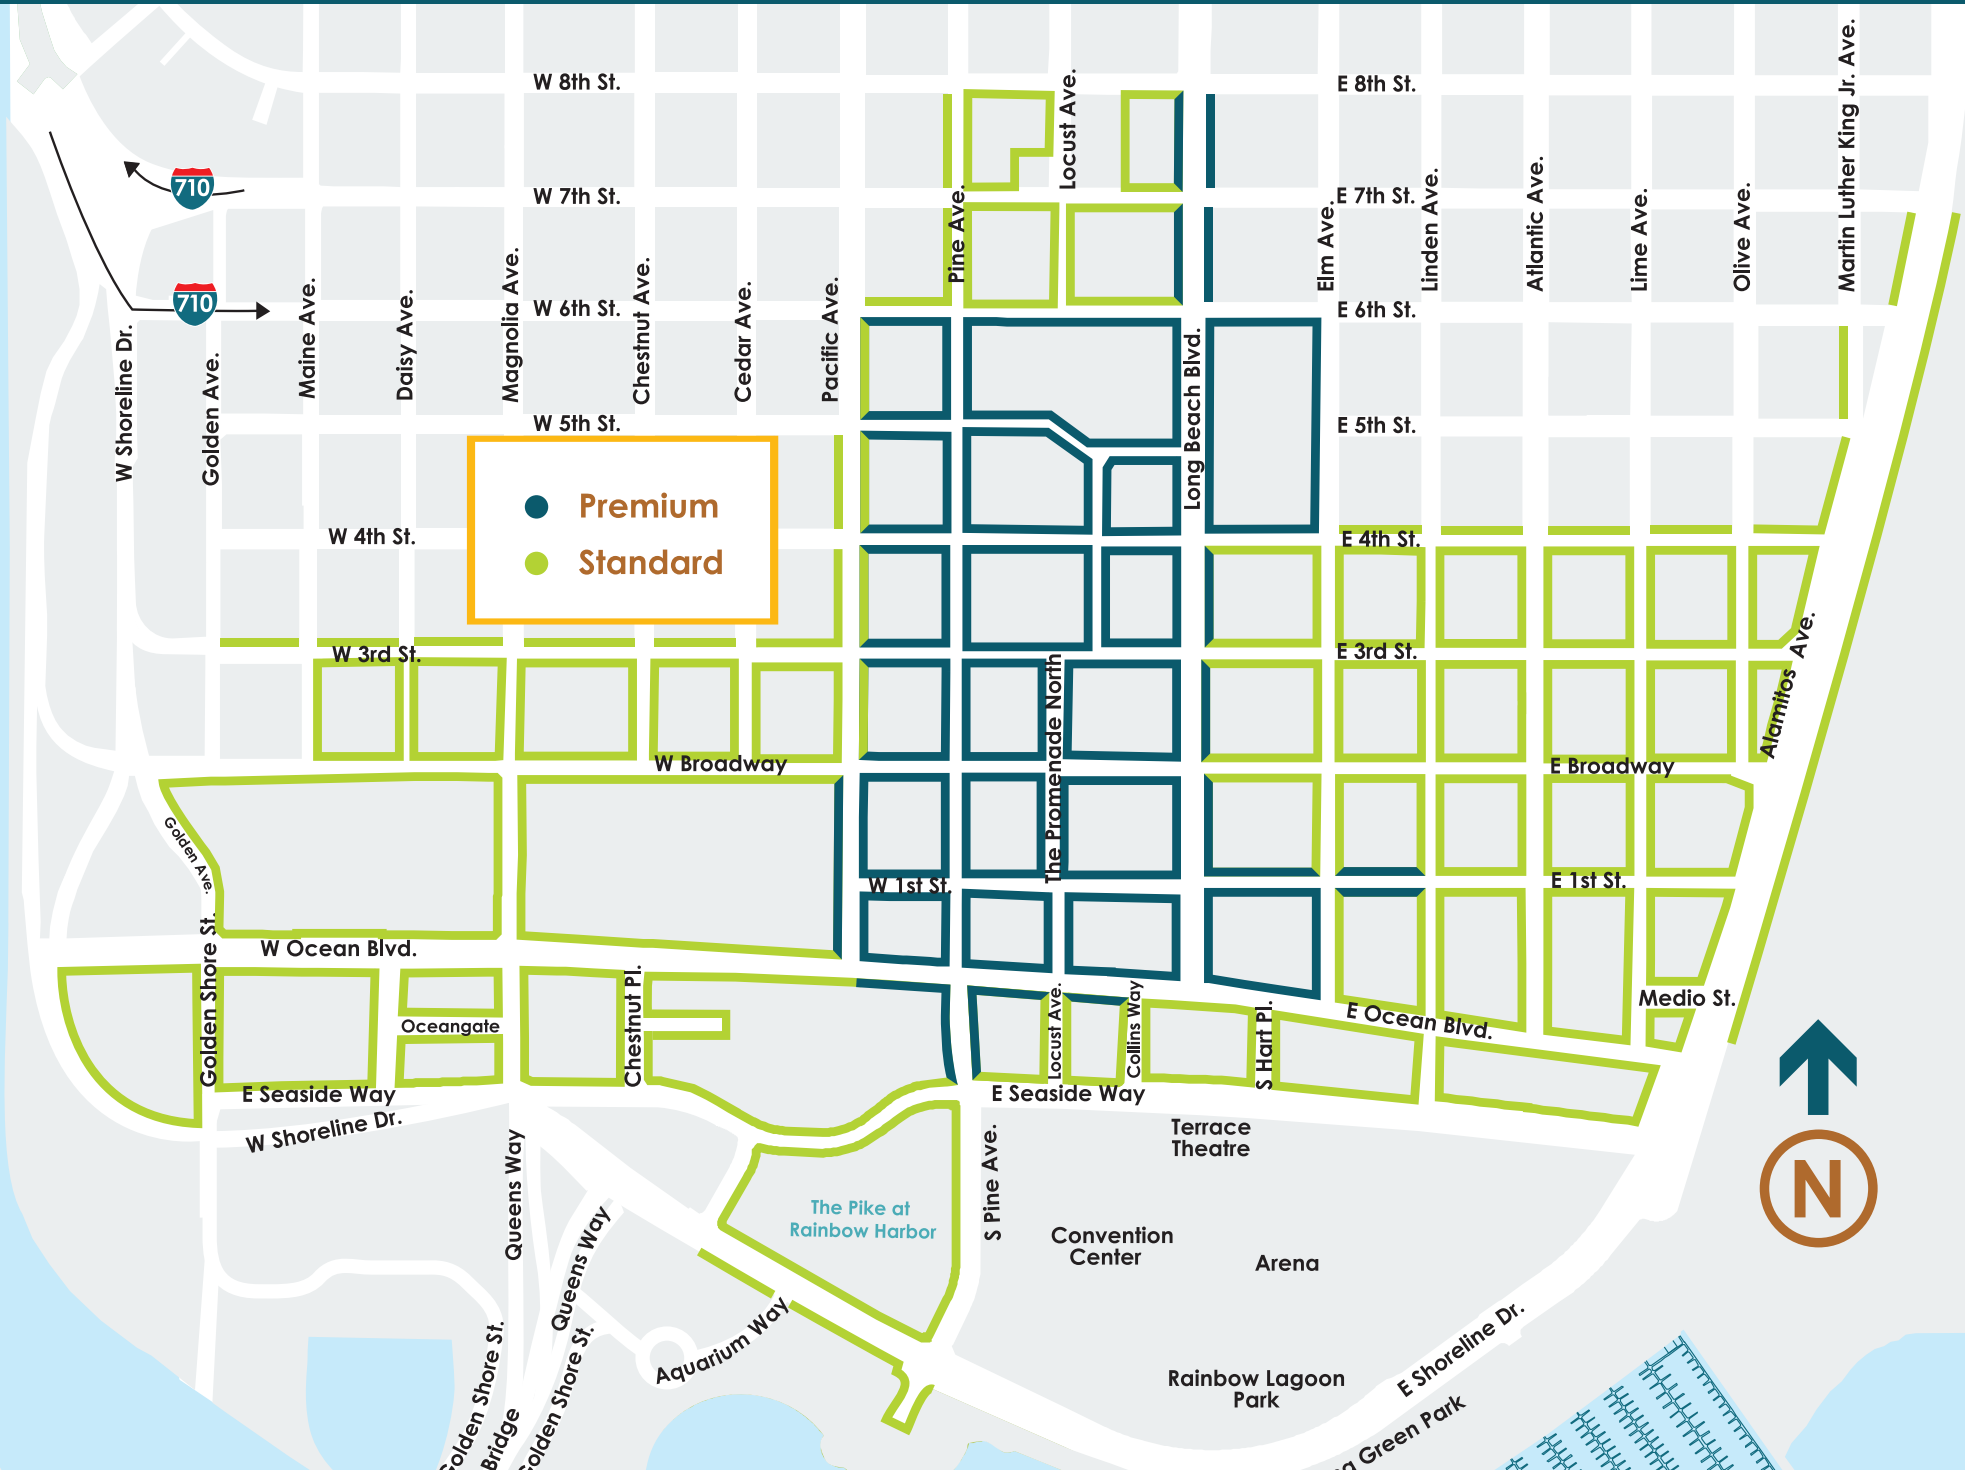 W 8th St.
E 8th St.
Locust Ave.
Martin Luther King Jr. Ave.
710
W 7th St.
E 7th St.
Pine Ave.
Elm Ave.
Linden Ave.
Atlantic Ave.
Lime Ave.
Olive Ave.
710
W 6th St.
E 6th St.
W Shoreline Dr.
Golden Ave.
Maine Ave.
Daisy Ave.
Magnolia Ave.
Chestnut Ave.
Cedar Ave.
Pacific Ave.
Long Beach Blvd.
W 5th St.
E 5th St.
Premium
Standard
W 4th St.
E 4th St.
W 3rd St.
E 3rd St.
The Promenade North
Alamitos Ave.
W Broadway
E Broadway
Golden Ave.
W 1st St.
E 1st St.
W Ocean Blvd.
Golden Shore St.
Chestnut Pl.
Oceangate
Locust Ave.
Collins Way
S Hart Pl.
E Ocean Blvd.
Medio St.
E Seaside Way
E Seaside Way
W Shoreline Dr.
Terrace
Theatre
Queens Way
Queens Way
S Pine Ave.
The Pike at
Rainbow Harbor
Convention
Center
Arena
N
Aquarium Way
Golden Shore St.
Bridge
Golden Shore St.
Rainbow Lagoon
Park
E Shoreline Dr.
Green Park